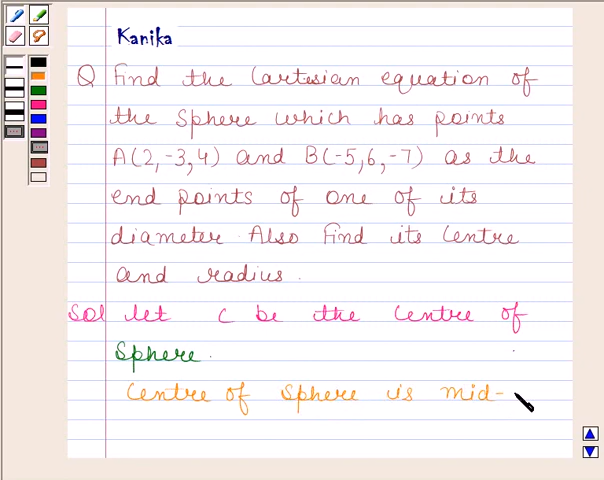 Kanika
Q Find the Cartesian equation of
the Sphere which has points
A(2,-3,4) and B(-5,6,-7) as the
end points of one of its
diameter. Also Find its Centre
and radius.
Sol let C be the Centre of
Sphere.
Centre of Sphere is mid-